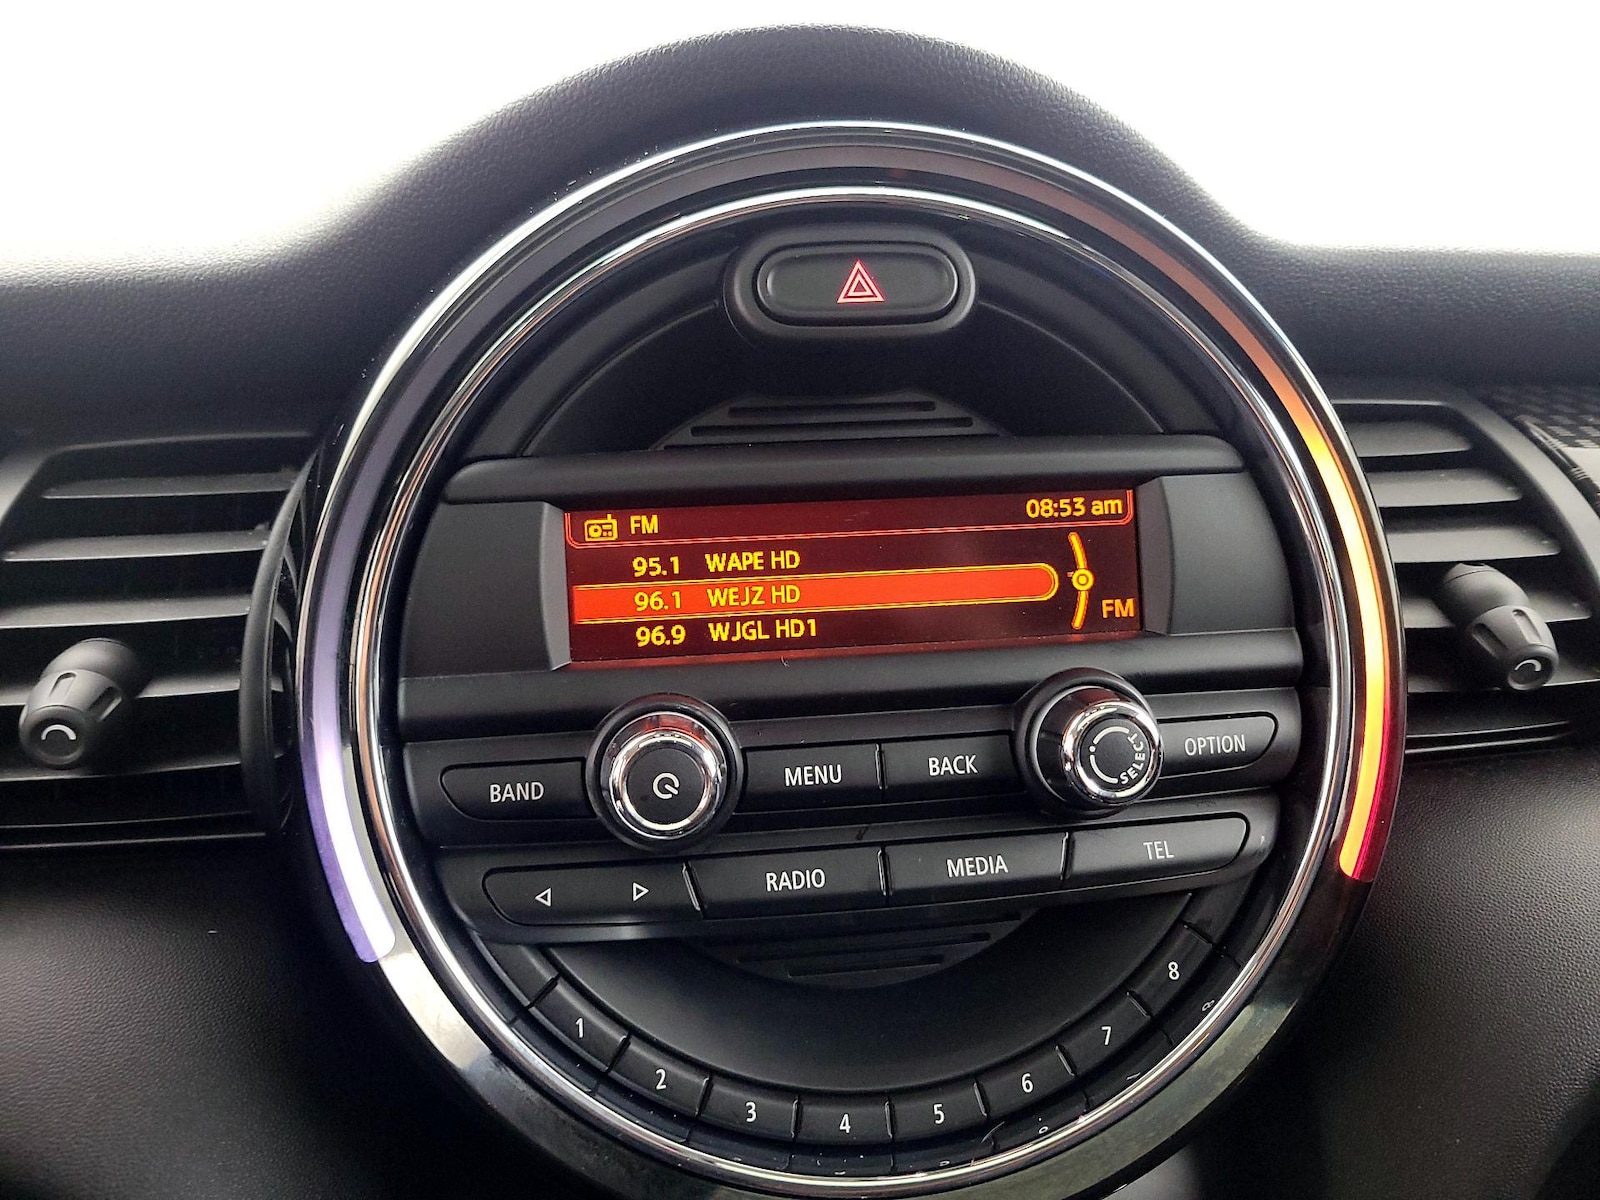 FM 08:53 am
95.1 WAPE HD
96.1 WEJZ HD
96.9 WJGL HD1
FM
BAND
MENU
BACK
SELECT
OPTION
RADIO
MEDIA
TEL
1
2
3
4
5
6
7
8